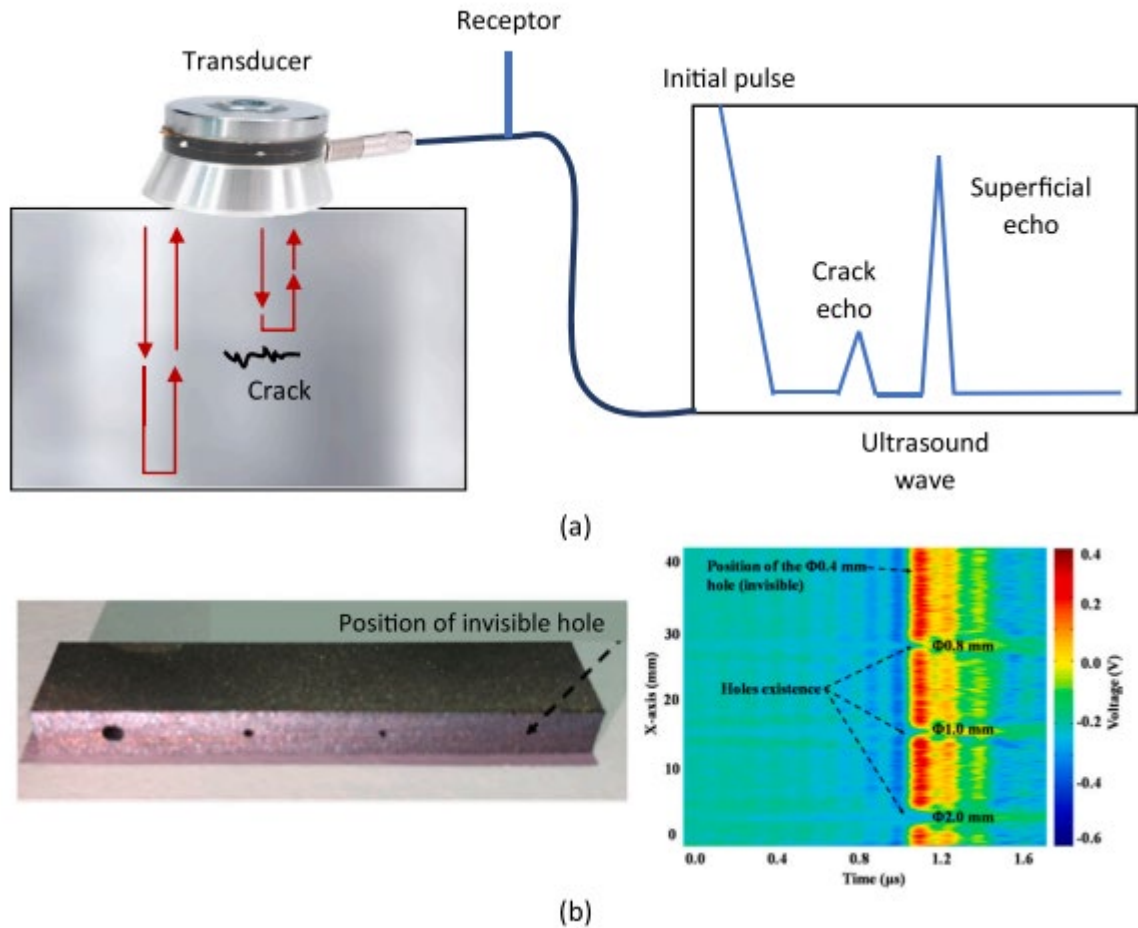 Receptor
Transducer
Initial pulse
Superficial
echo
Crack
echo
Crack
Ultrasound
wave
(a)
Position of invisible hole
40
30
20
10
0
X-axis (mm)
Position of the Φ0.4 mm
hole (invisible)
Φ0.8 mm
Holes existence
Φ1.0 mm
Φ2.0 mm
0.0
0.4
0.8
1.2
1.6
Time (μs)
0.4
0.2
0.0
-0.2
-0.4
-0.6
Voltage (V)
(b)